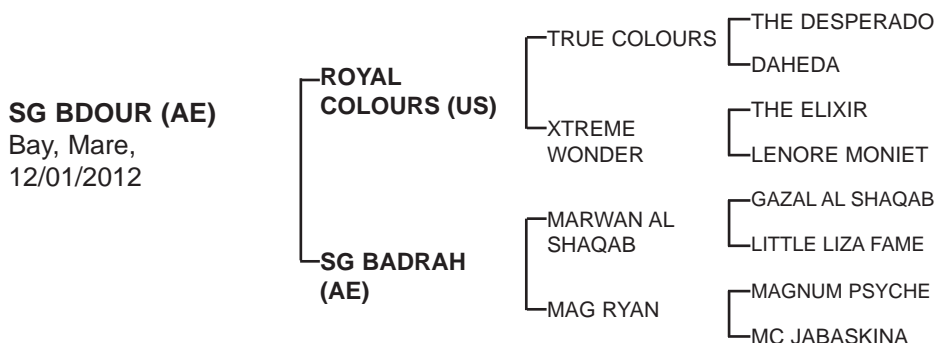 SG BDOUR (AE)
Bay, Mare,
12/01/2012
ROYAL
COLOURS (US)
SG BADRAH
(AE)
TRUE COLOURS
XTREME
WONDER
MARWAN AL
SHAQAB
MAG RYAN
THE DESPERADO
DAHEDA
THE ELIXIR
LENORE MONIET
GAZAL AL SHAQAB
LITTLE LIZA FAME
MAGNUM PSYCHE
MC JABASKINA